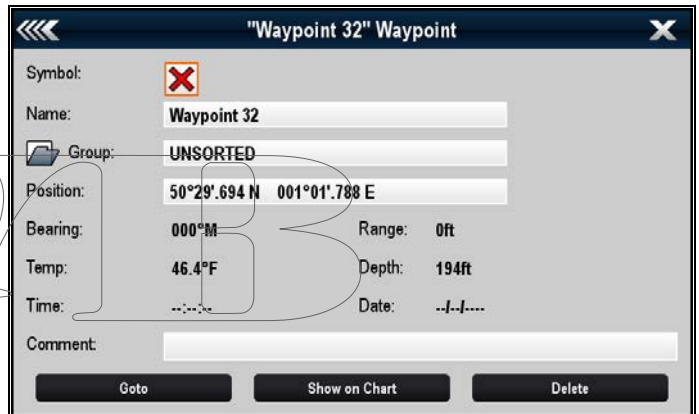 "Waypoint 32" Waypoint
Symbol:
Name: Waypoint 32
Group: UNSORTED
Position: 50°29'.694 N 001°01'.788 E
Bearing: 000°M Range: 0ft
Temp: 46.4°F Depth: 194ft
Time: --:--:-- Date: --/--/----
Comment:
Goto Show on Chart Delete